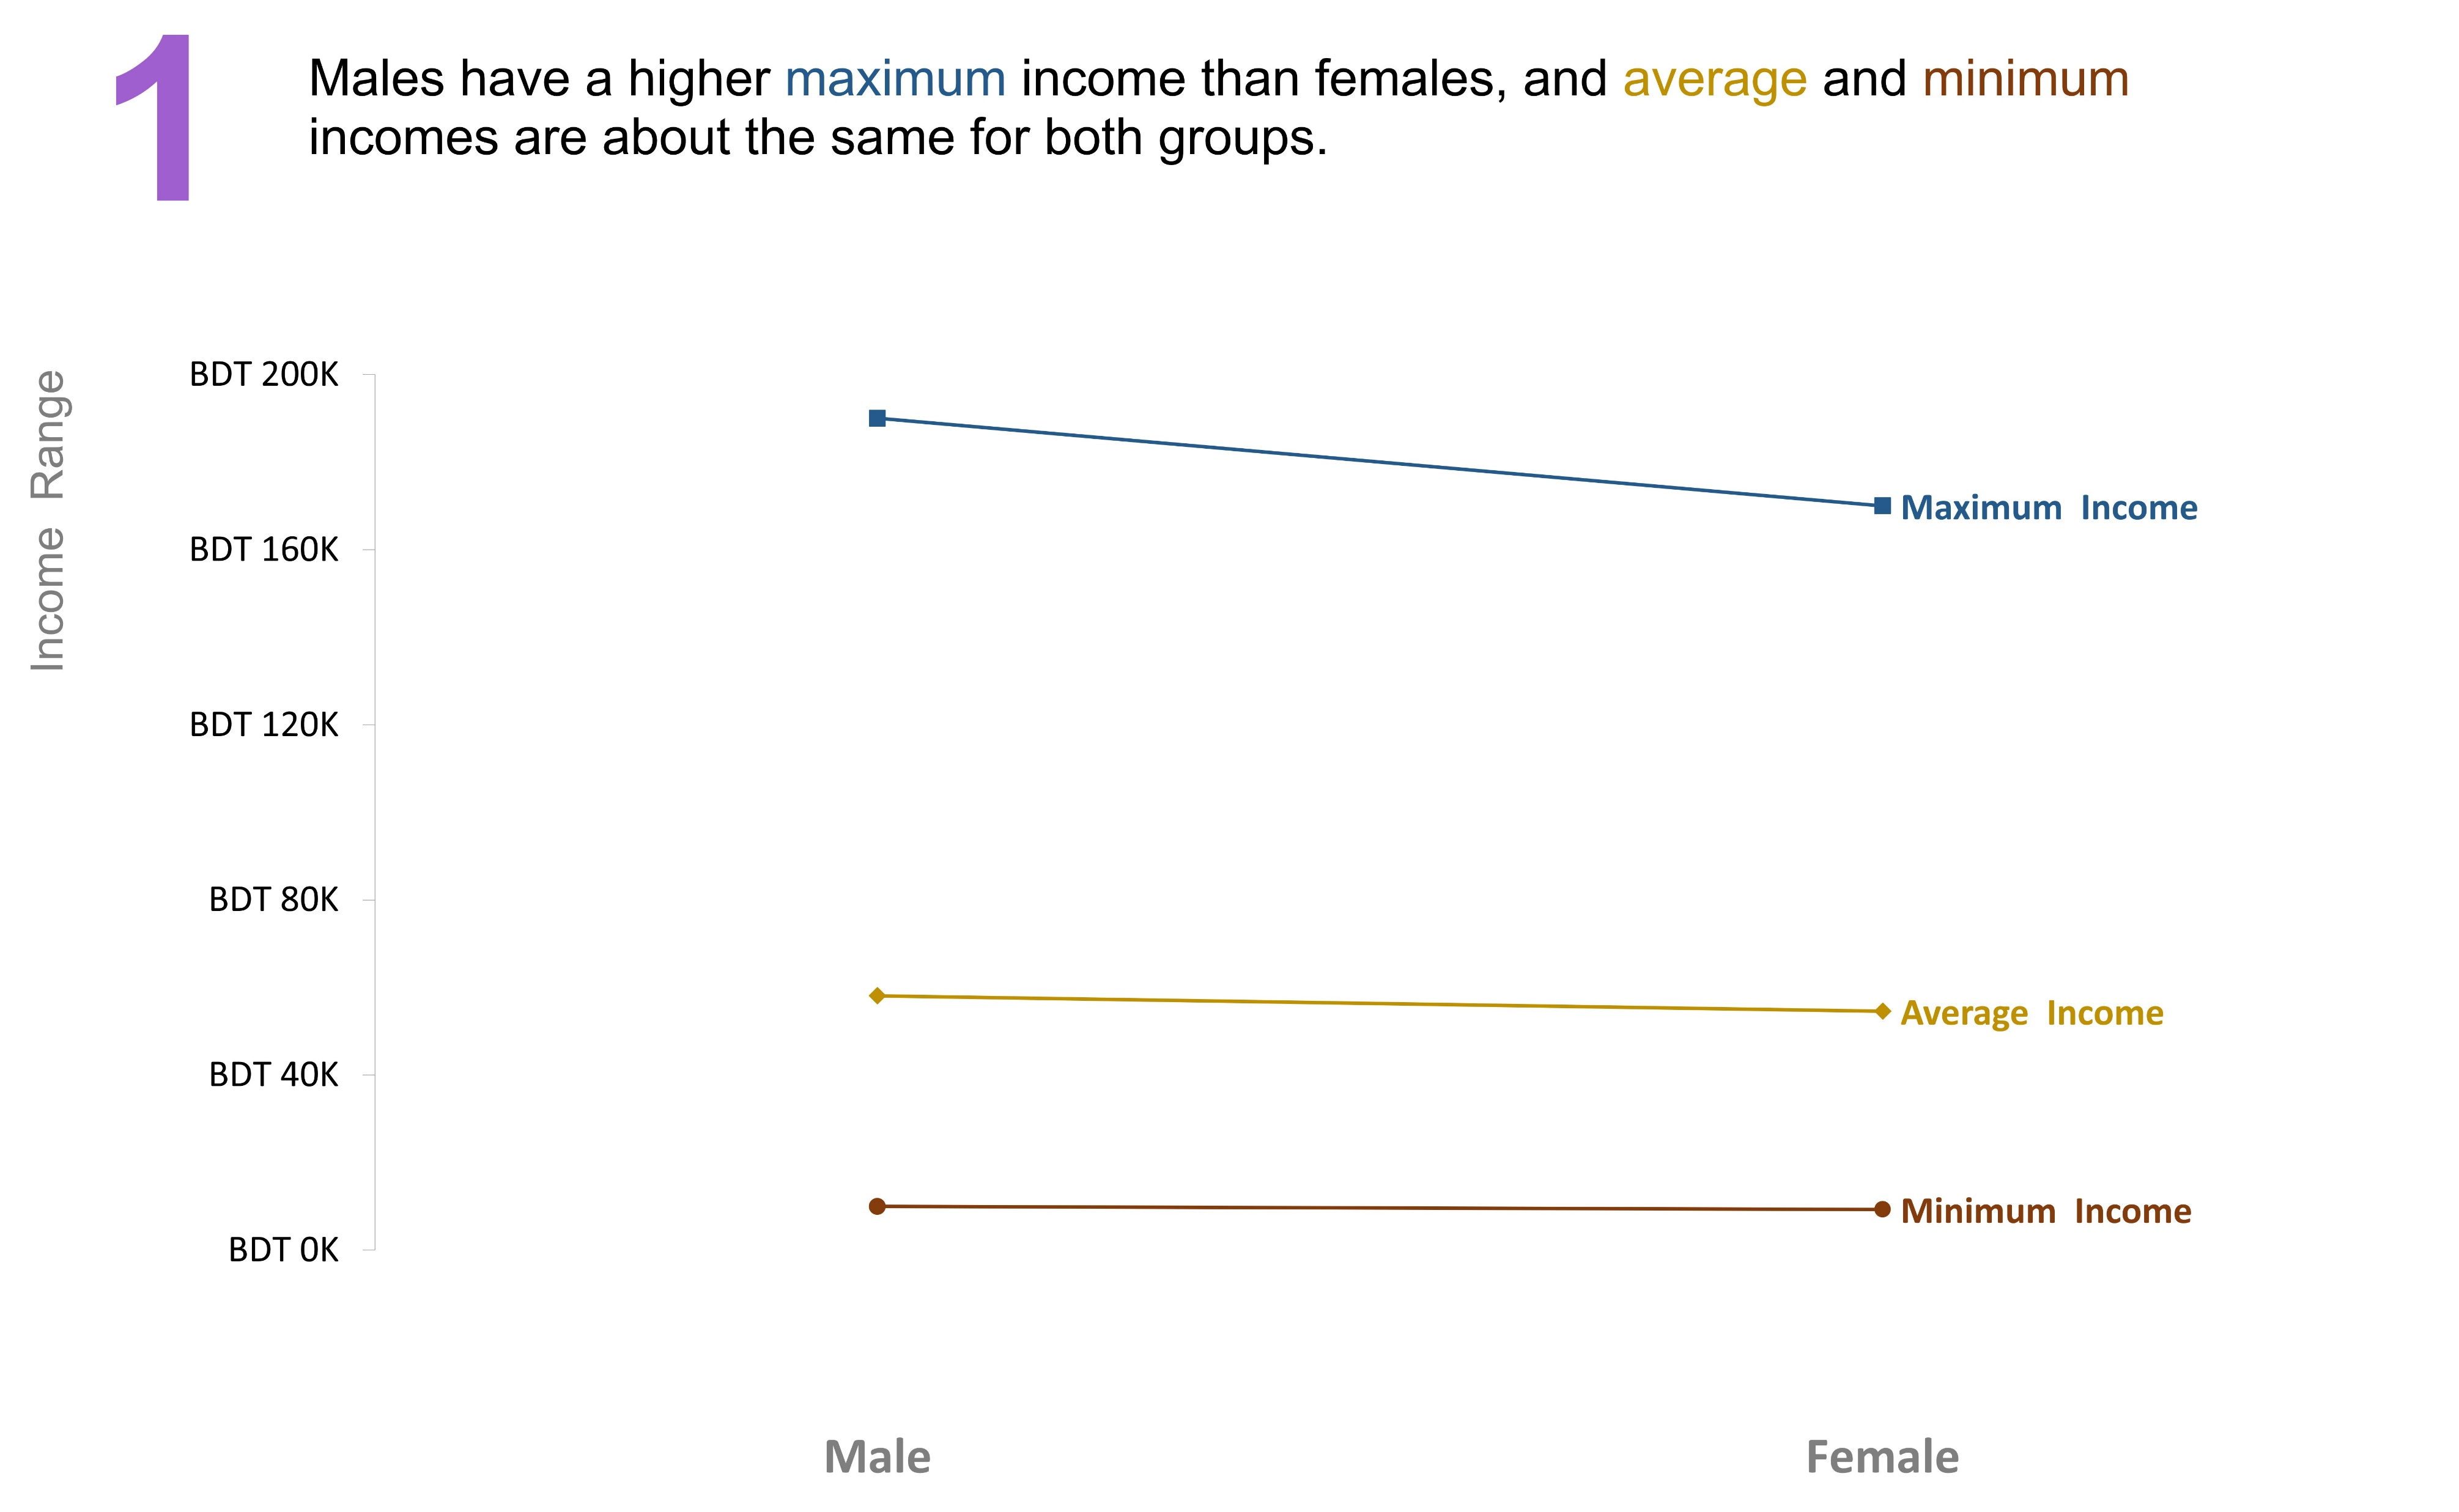 1
Males have a higher maximum income than females, and average and minimum
incomes are about the same for both groups.
Income Range
BDT 200K
BDT 160K
BDT 120K
BDT 80K
BDT 40K
BDT 0K
Maximum Income
Average Income
Minimum Income
Male
Female